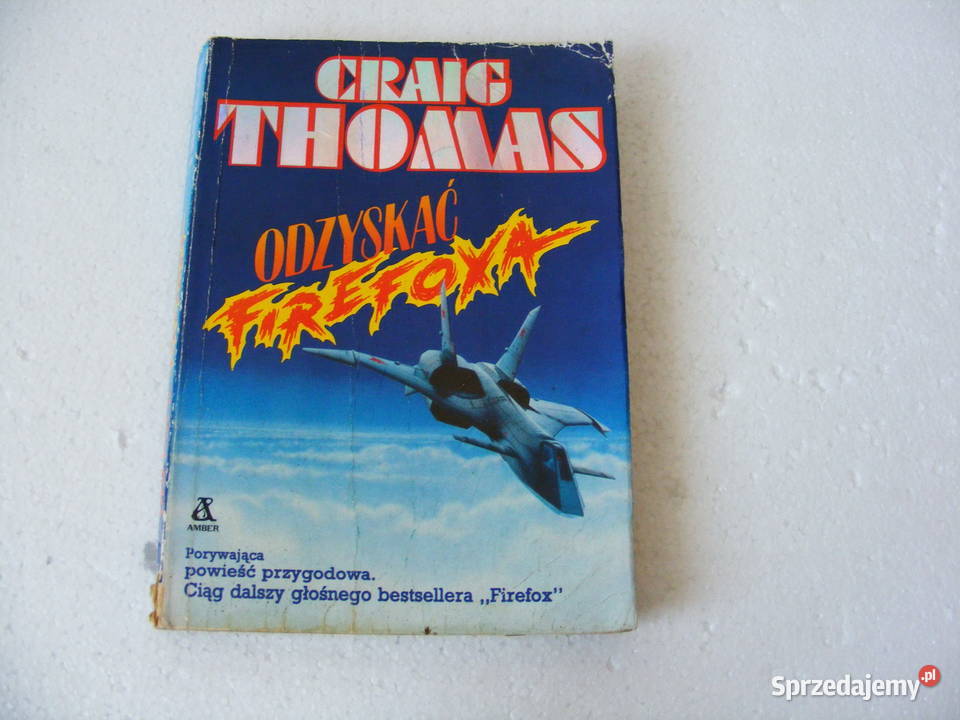 CRAIG
THOMAS
ODZYSKAĆ
FIREFOXA
AMBER
Porywająca
powieść przygodowa.
Ciąg dalszy głośnego bestsellera „Firefox”
Sprzedajemy.pl